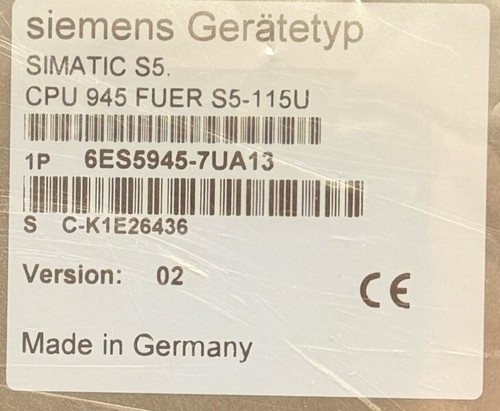 siemens Gerätetyp
SIMATIC S5.
CPU 945 FUER S5-115U
1P 6ES5945-7UA13
S C-K1E26436
Version: 02
CE
Made in Germany